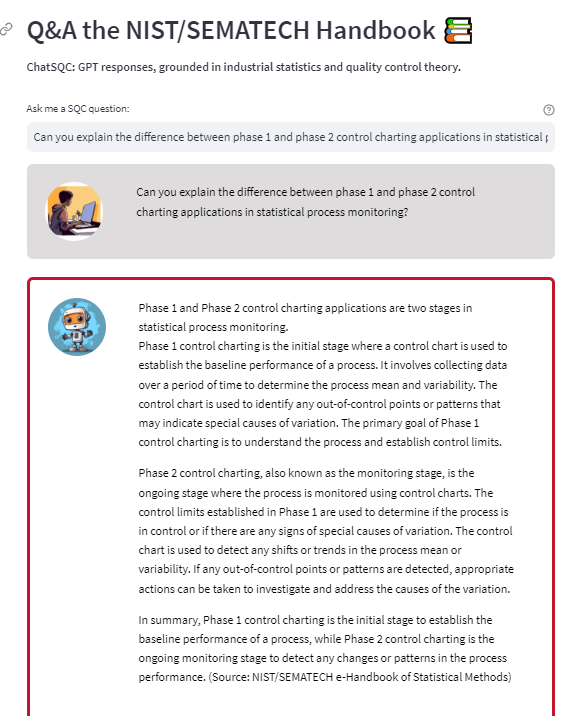 Q&A the NIST/SEMATECH Handbook
ChatSQC: GPT responses, grounded in industrial statistics and quality control theory.
Ask me a SQC question:
Can you explain the difference between phase 1 and phase 2 control charting applications in statistical
Can you explain the difference between phase 1 and phase 2 control
charting applications in statistical process monitoring?
Phase 1 and Phase 2 control charting applications are two stages in
statistical process monitoring.
Phase 1 control charting is the initial stage where a control chart is used to
establish the baseline performance of a process. It involves collecting data
over a period of time to determine the process mean and variability. The
control chart is used to identify any out-of-control points or patterns that
may indicate special causes of variation. The primary goal of Phase 1
control charting is to understand the process and establish control limits.
Phase 2 control charting, also known as the monitoring stage, is the
ongoing stage where the process is monitored using control charts. The
control limits established in Phase 1 are used to determine if the process is
in control or if there are any signs of special causes of variation. The control
chart is used to detect any shifts or trends in the process mean or
variability. If any out-of-control points or patterns are detected, appropriate
actions can be taken to investigate and address the causes of the variation.
In summary, Phase 1 control charting is the initial stage to establish the
baseline performance of a process, while Phase 2 control charting is the
ongoing monitoring stage to detect any changes or patterns in the process
performance. (Source: NIST/SEMATECH e-Handbook of Statistical Methods)